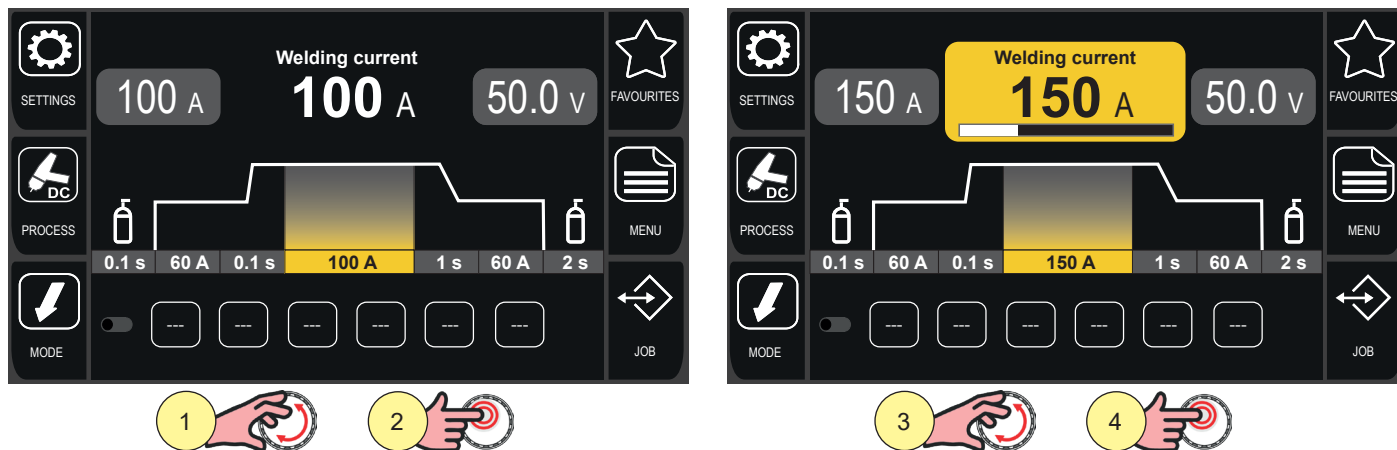 SETTINGS
Welding current
100 A
100 A
50.0 V
FAVOURITES
PROCESS
DC
MENU
0.1 s 60 A 0.1 s 100 A 1 s 60 A 2 s
MODE
--- --- --- --- --- ---
JOB
1
2
SETTINGS
Welding current
150 A
150 A
50.0 V
FAVOURITES
PROCESS
DC
MENU
0.1 s 60 A 0.1 s 150 A 1 s 60 A 2 s
MODE
--- --- --- --- --- ---
JOB
3
4